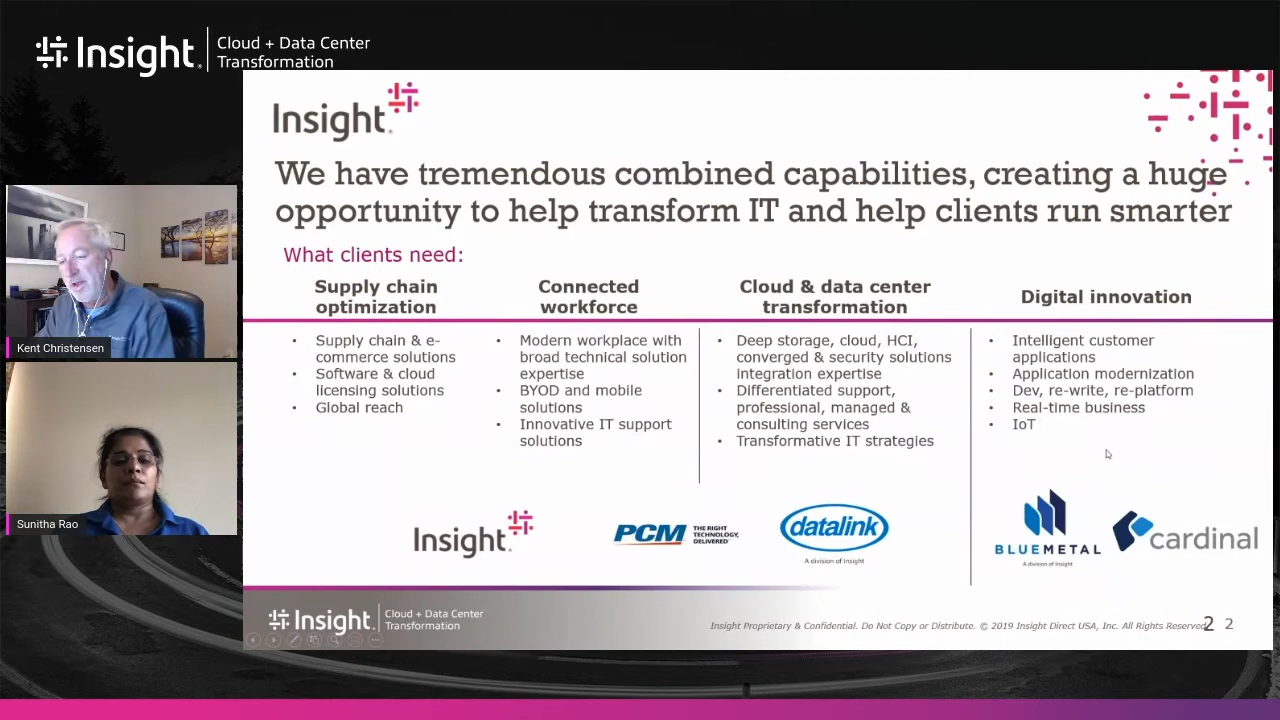 Insight. Cloud + Data Center
Transformation
Insight.
We have tremendous combined capabilities, creating a huge
opportunity to help transform IT and help clients run smarter
What clients need:
Supply chain
optimization
• Supply chain & e-
commerce solutions
• Software & cloud
licensing solutions
• Global reach
Connected
workforce
• Modern workplace with
broad technical solution
expertise
• BYOD and mobile
solutions
• Innovative IT support
solutions
Cloud & data center
transformation
• Deep storage, cloud, HCI,
converged & security solutions
integration expertise
• Differentiated support,
professional, managed &
consulting services
• Transformative IT strategies
Digital innovation
• Intelligent customer
applications
• Application modernization
• Dev, re-write, re-platform
• Real-time business
• IoT
Kent Christensen
Sunitha Rao
Insight.
PCM THE RIGHT
TECHNOLOGY,
DELIVERED
datalink
A division of Insight
BLUEMETAL
A division of Insight
cardinal
Insight. Cloud + Data Center
Transformation
Insight Proprietary & Confidential. Do Not Copy or Distribute. © 2019 Insight Direct USA, Inc. All Rights Reserved. 2 2